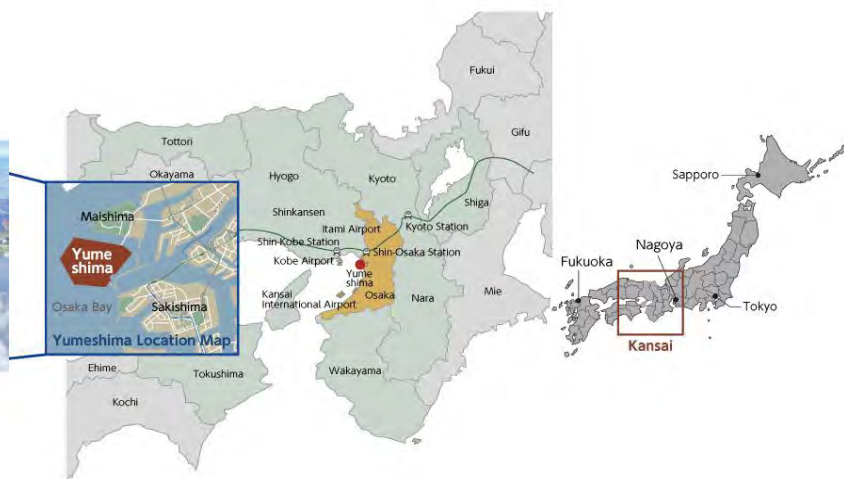 Fukui
Gifu
Tottori
Okayama
Hyogo
Kyoto
Shiga
Shinkansen
Itami Airport
Kyoto Station
Shin-Kobe Station
Shin-Osaka Station
Kobe Airport
Yume
shima
Osaka
Kansai
International Airport
Nara
Mie
Wakayama
Tokushima
Ehime
Kochi
Maishima
Yume
shima
Osaka Bay
Sakishima
Yumeshima Location Map
Sapporo
Nagoya
Fukuoka
Tokyo
Kansai